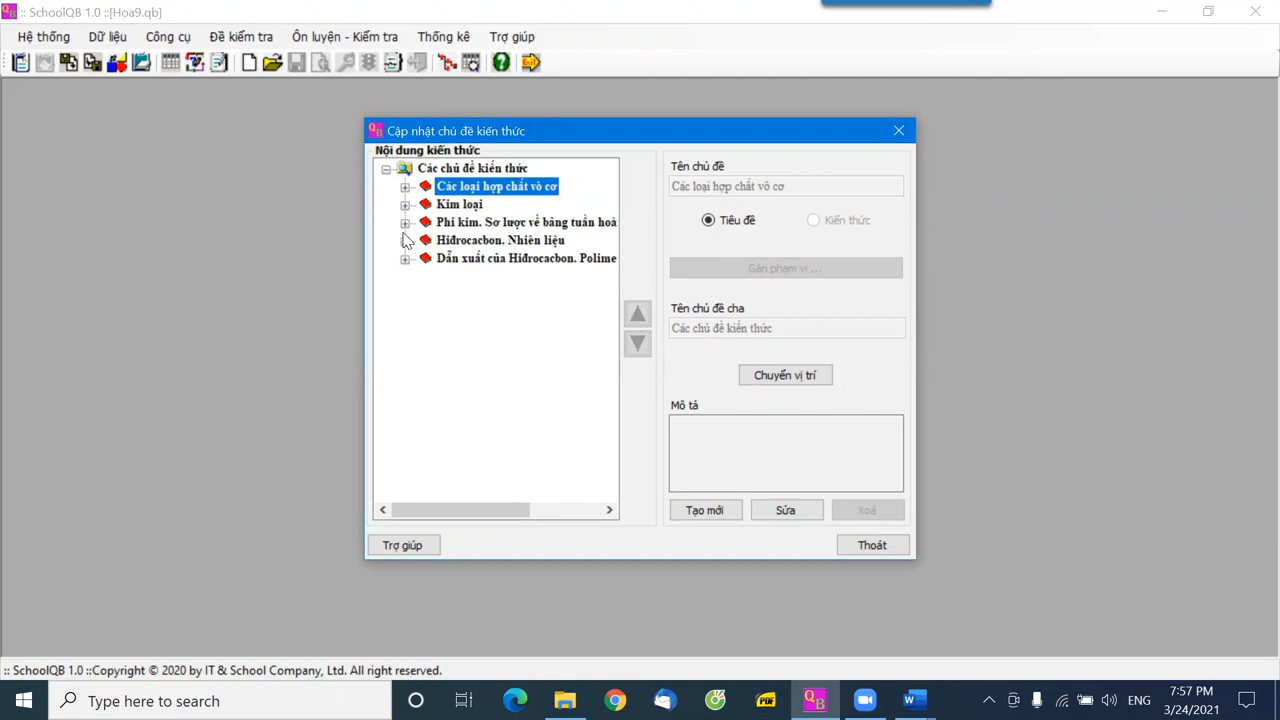 :: SchoolQB 1.0 ::[Hoa9.qb]
Hệ thống Dữ liệu Công cụ Đề kiểm tra Ôn luyện - Kiểm tra Thống kê Trợ giúp
Cập nhật chủ đề kiến thức
Nội dung kiến thức
Các chủ đề kiến thức
Các loại hợp chất vô cơ
Kim loại
Phi kim. Sơ lược về bảng tuần hoà
Hiđrocacbon. Nhiên liệu
Dẫn xuất của Hiđrocacbon. Polime
Tên chủ đề
Các loại hợp chất vô cơ
Tiêu đề Kiến thức
Gán phạm vi ...
Tên chủ đề cha
Các chủ đề kiến thức
Chuyển vị trí
Mô tả
Tạo mới Sửa Xoá
Trợ giúp Thoát
:: SchoolQB 1.0 ::Copyright © 2020 by IT & School Company, Ltd. All right reserved.
Type here to search
PDF
ENG
7:57 PM
3/24/2021